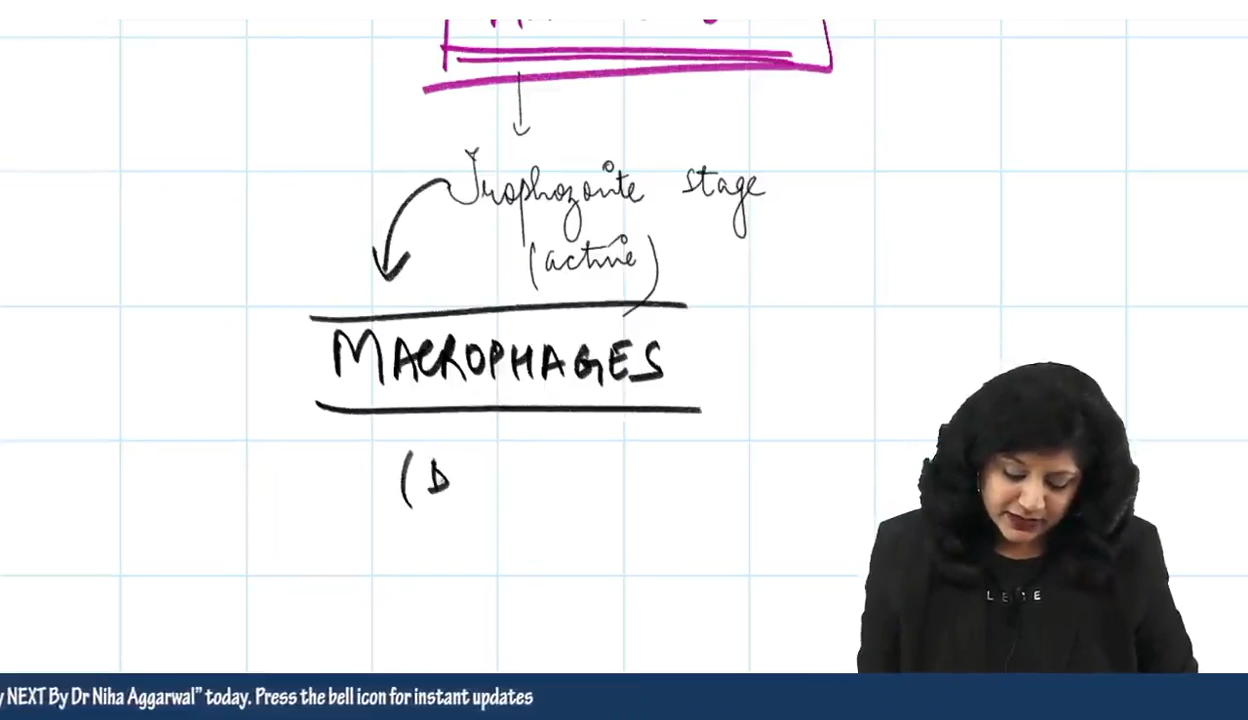 Trophozoite stage
(active)
MACROPHAGES
(D
y NEXT By Dr Niha Aggarwal" today. Press the bell icon for instant updates